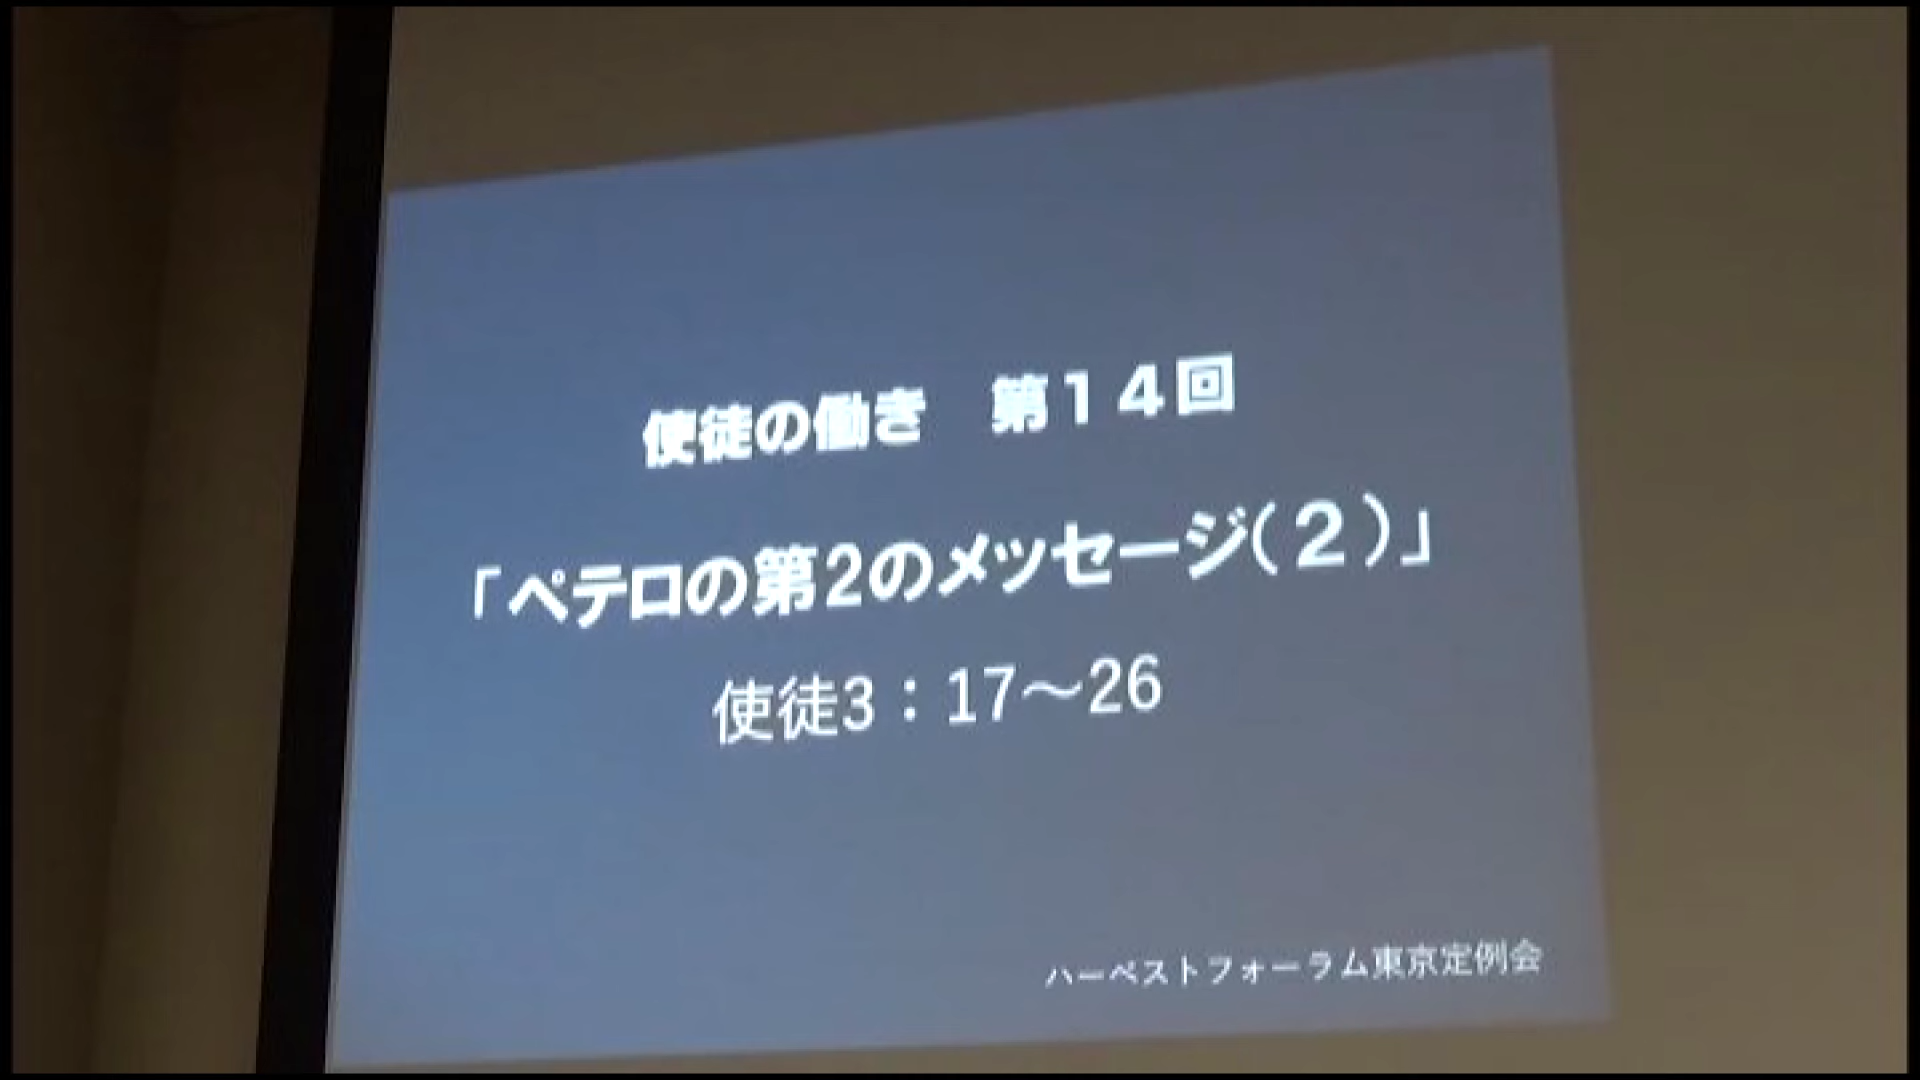 使徒の働き　第１４回
「ペテロの第2のメッセージ(２)」
使徒3：17～26
ハーベストフォーラム東京定例会